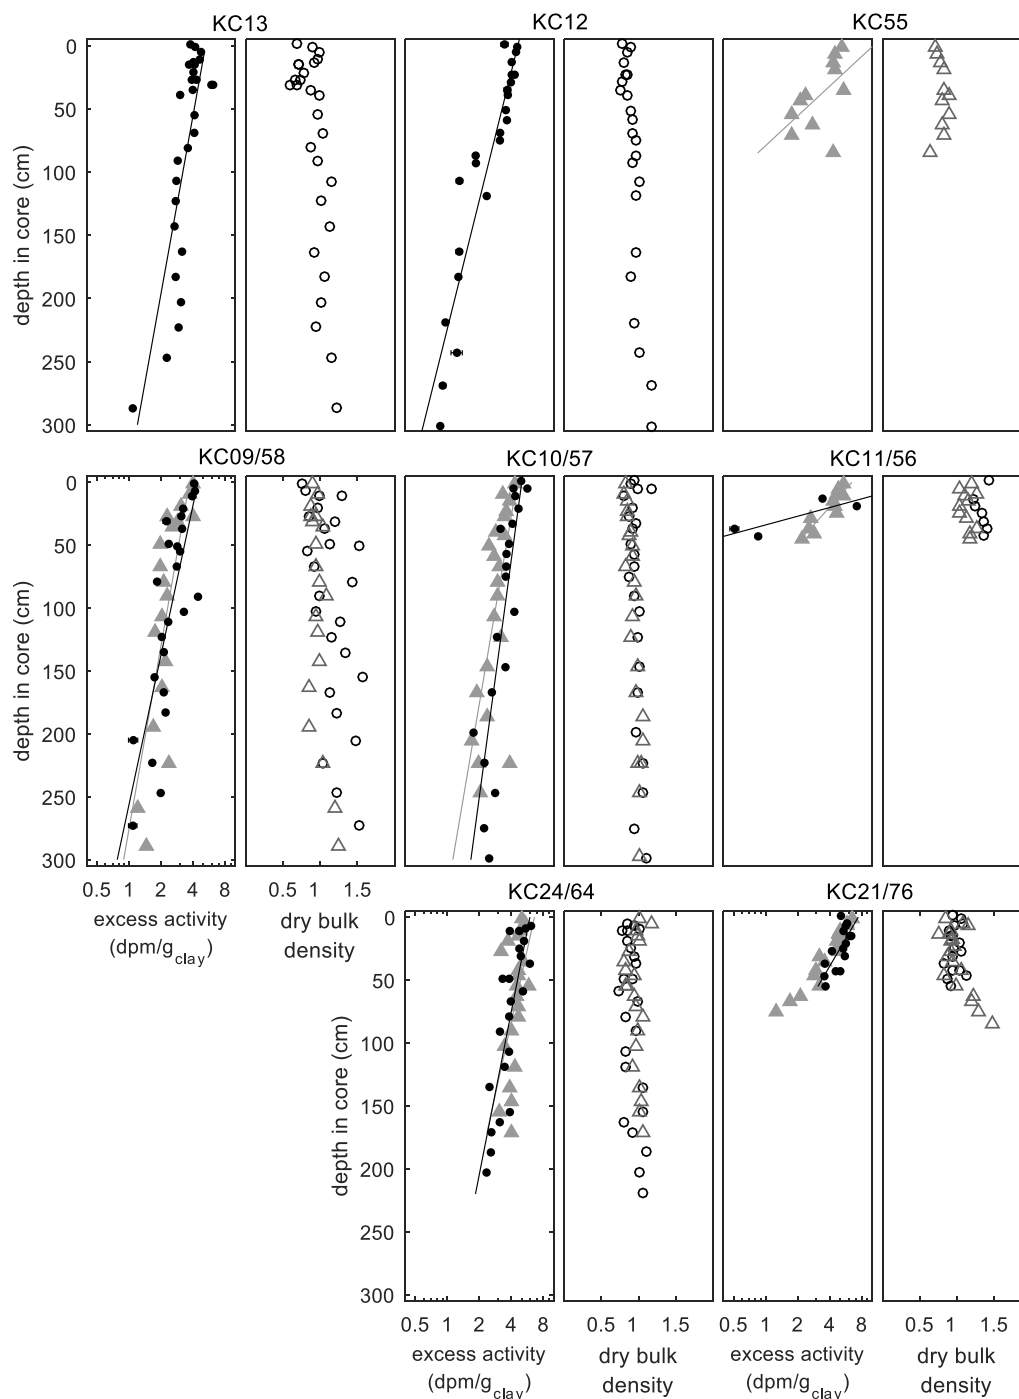 KC13 KC12 KC55
0
50
100
150
200
250
300
depth in core (cm)
KC09/58 KC10/57 KC11/56
0
50
100
150
200
250
300
depth in core (cm)
0.5 1 2 4 8 0.5 1 1.5
excess activity (dpm/g_clay) dry bulk density
KC24/64 KC21/76
0
50
100
150
200
250
300
depth in core (cm)
0.5 1 2 4 8 0.5 1 1.5 0.5 1 2 4 8 0.5 1 1.5
excess activity dry bulk excess activity dry bulk
(dpm/g_clay) density (dpm/g_clay) density